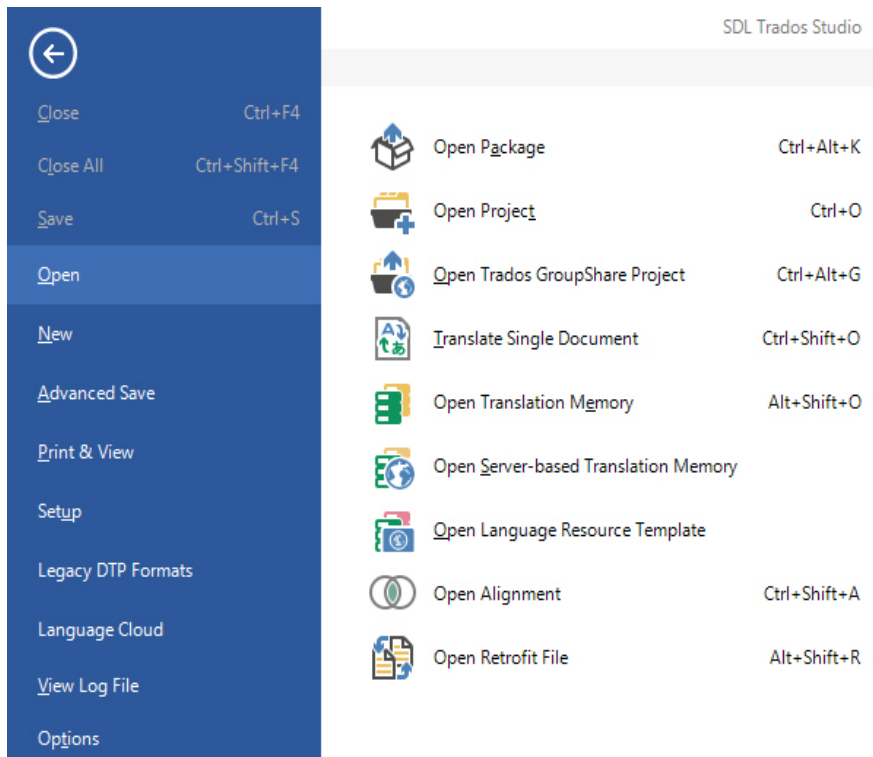 SDL Trados Studio
Close Ctrl+F4
Close All Ctrl+Shift+F4
Save Ctrl+S
Open
New
Advanced Save
Print & View
Setup
Legacy DTP Formats
Language Cloud
View Log File
Options
Open Package Ctrl+Alt+K
Open Project Ctrl+O
Open Trados GroupShare Project Ctrl+Alt+G
Translate Single Document Ctrl+Shift+O
Open Translation Memory Alt+Shift+O
Open Server-based Translation Memory
Open Language Resource Template
Open Alignment Ctrl+Shift+A
Open Retrofit File Alt+Shift+R